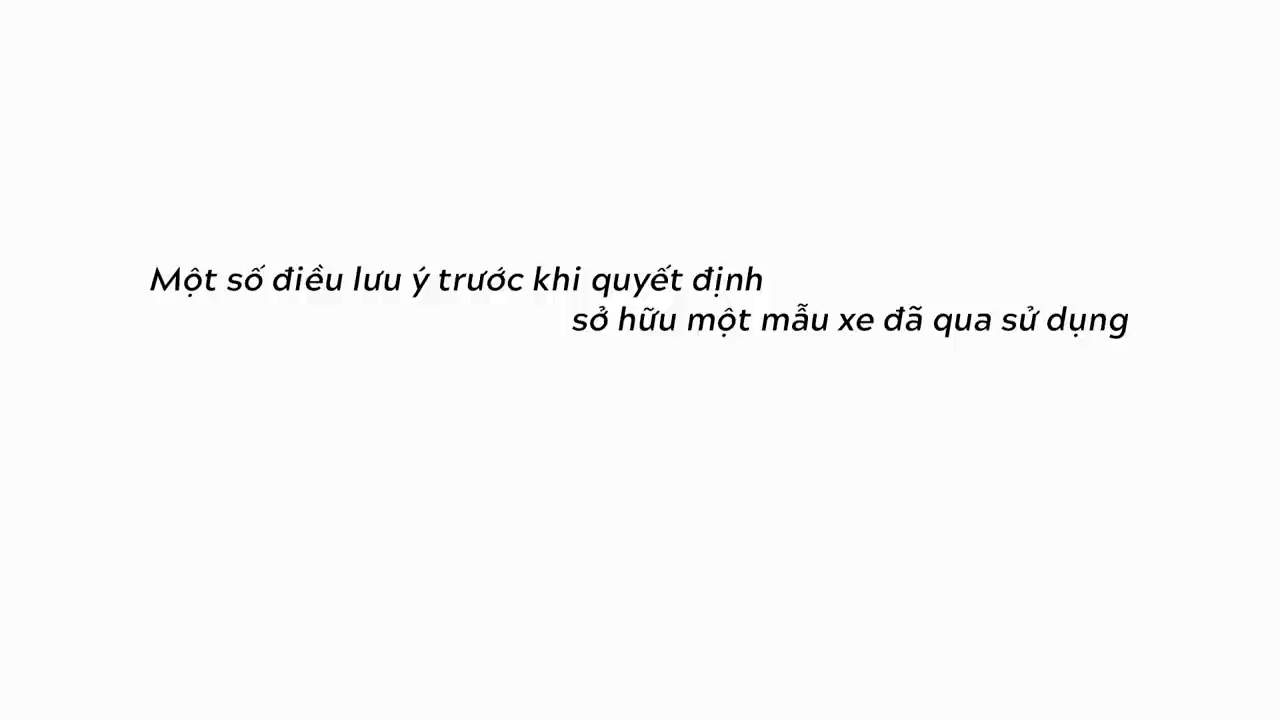 Một số điều lưu ý trước khi quyết định
sở hữu một mẫu xe đã qua sử dụng